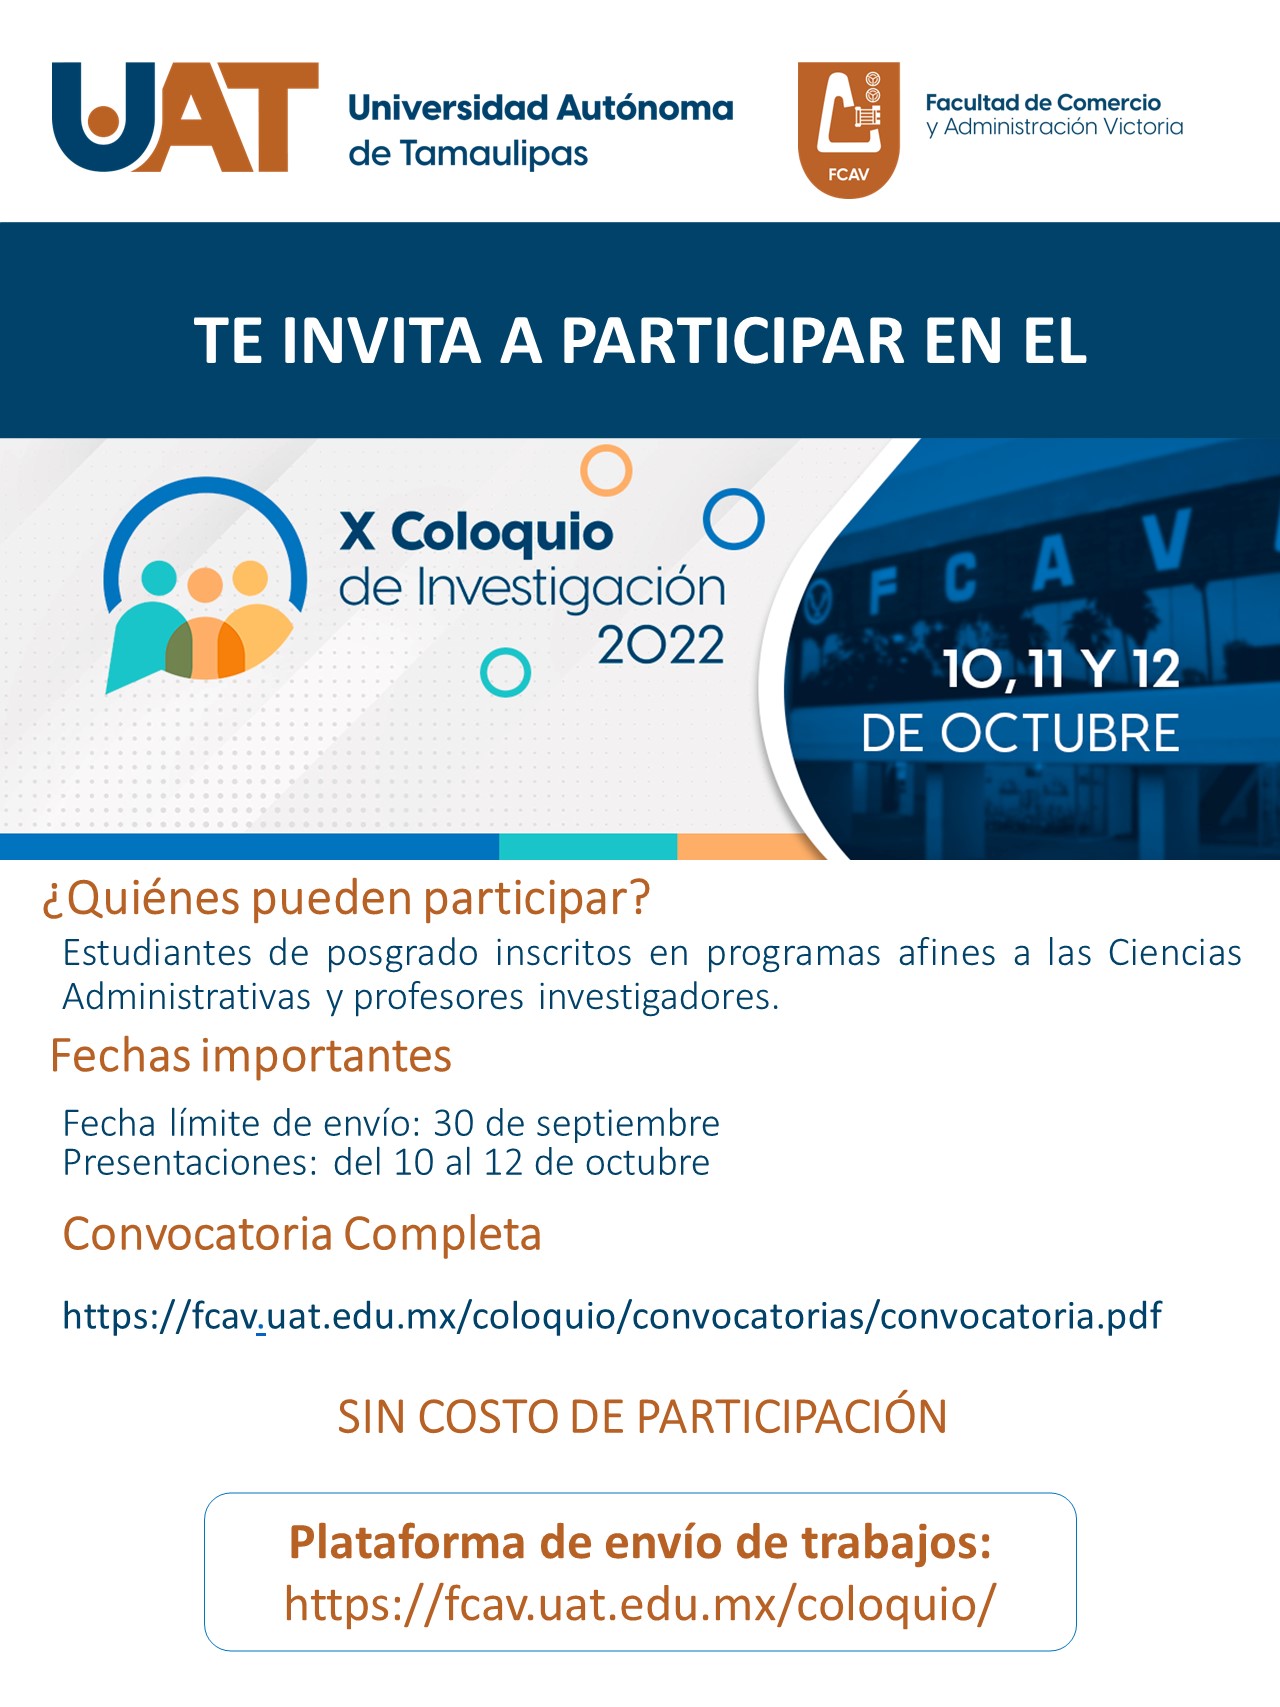 UAT
Universidad Autónoma
de Tamaulipas
FCAV
Facultad de Comercio
y Administración Victoria
TE INVITA A PARTICIPAR EN EL
X Coloquio
de Investigación
2022
FCAV
10, 11 Y 12
DE OCTUBRE
¿Quiénes pueden participar?
Estudiantes de posgrado inscritos en programas afines a las Ciencias
Administrativas y profesores investigadores.
Fechas importantes
Fecha límite de envío: 30 de septiembre
Presentaciones: del 10 al 12 de octubre
Convocatoria Completa
https://fcav.uat.edu.mx/coloquio/convocatorias/convocatoria.pdf
SIN COSTO DE PARTICIPACIÓN
Plataforma de envío de trabajos:
https://fcav.uat.edu.mx/coloquio/